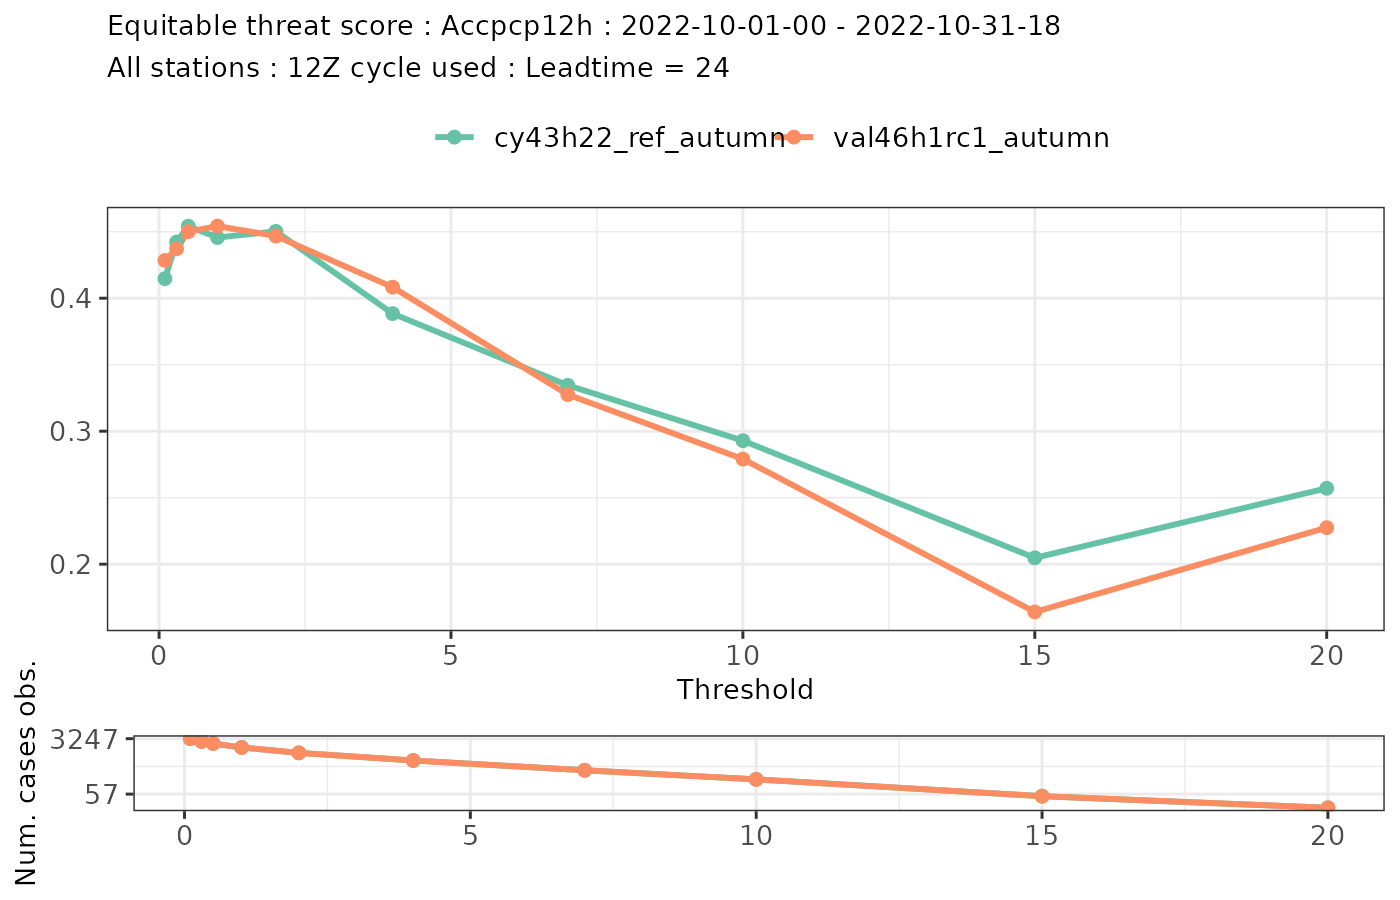 Equitable threat score : Accpcp12h : 2022-10-01-00 - 2022-10-31-18
All stations : 12Z cycle used : Leadtime = 24
cy43h22_ref_autumn val46h1rc1_autumn
0.4
0.3
0.2
0 5 10 15 20
Threshold
Num. cases obs.
3247
57
0 5 10 15 20